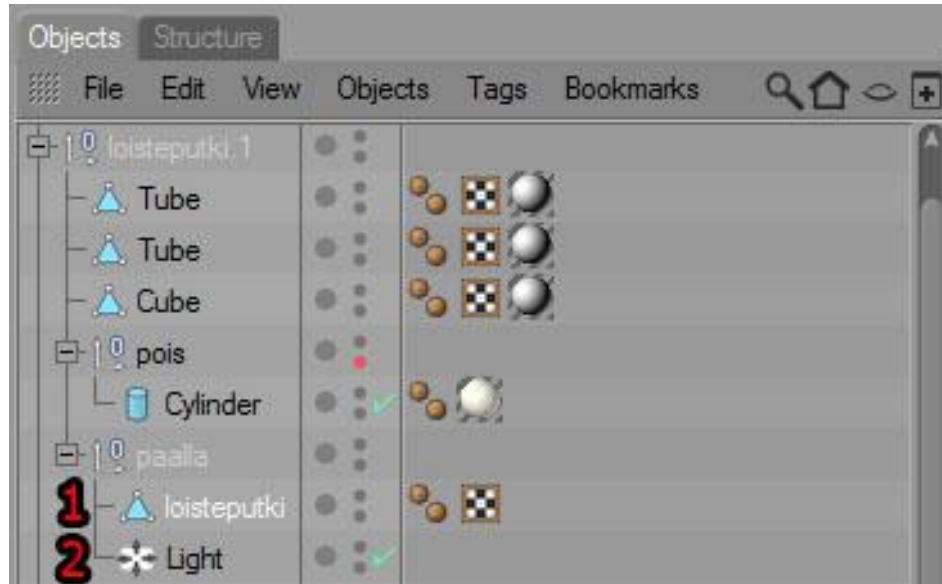 Objects Structure
File Edit View Objects Tags Bookmarks
loisteputki.1
Tube
Tube
Cube
pois
Cylinder
paalla
1 loisteputki
2 Light